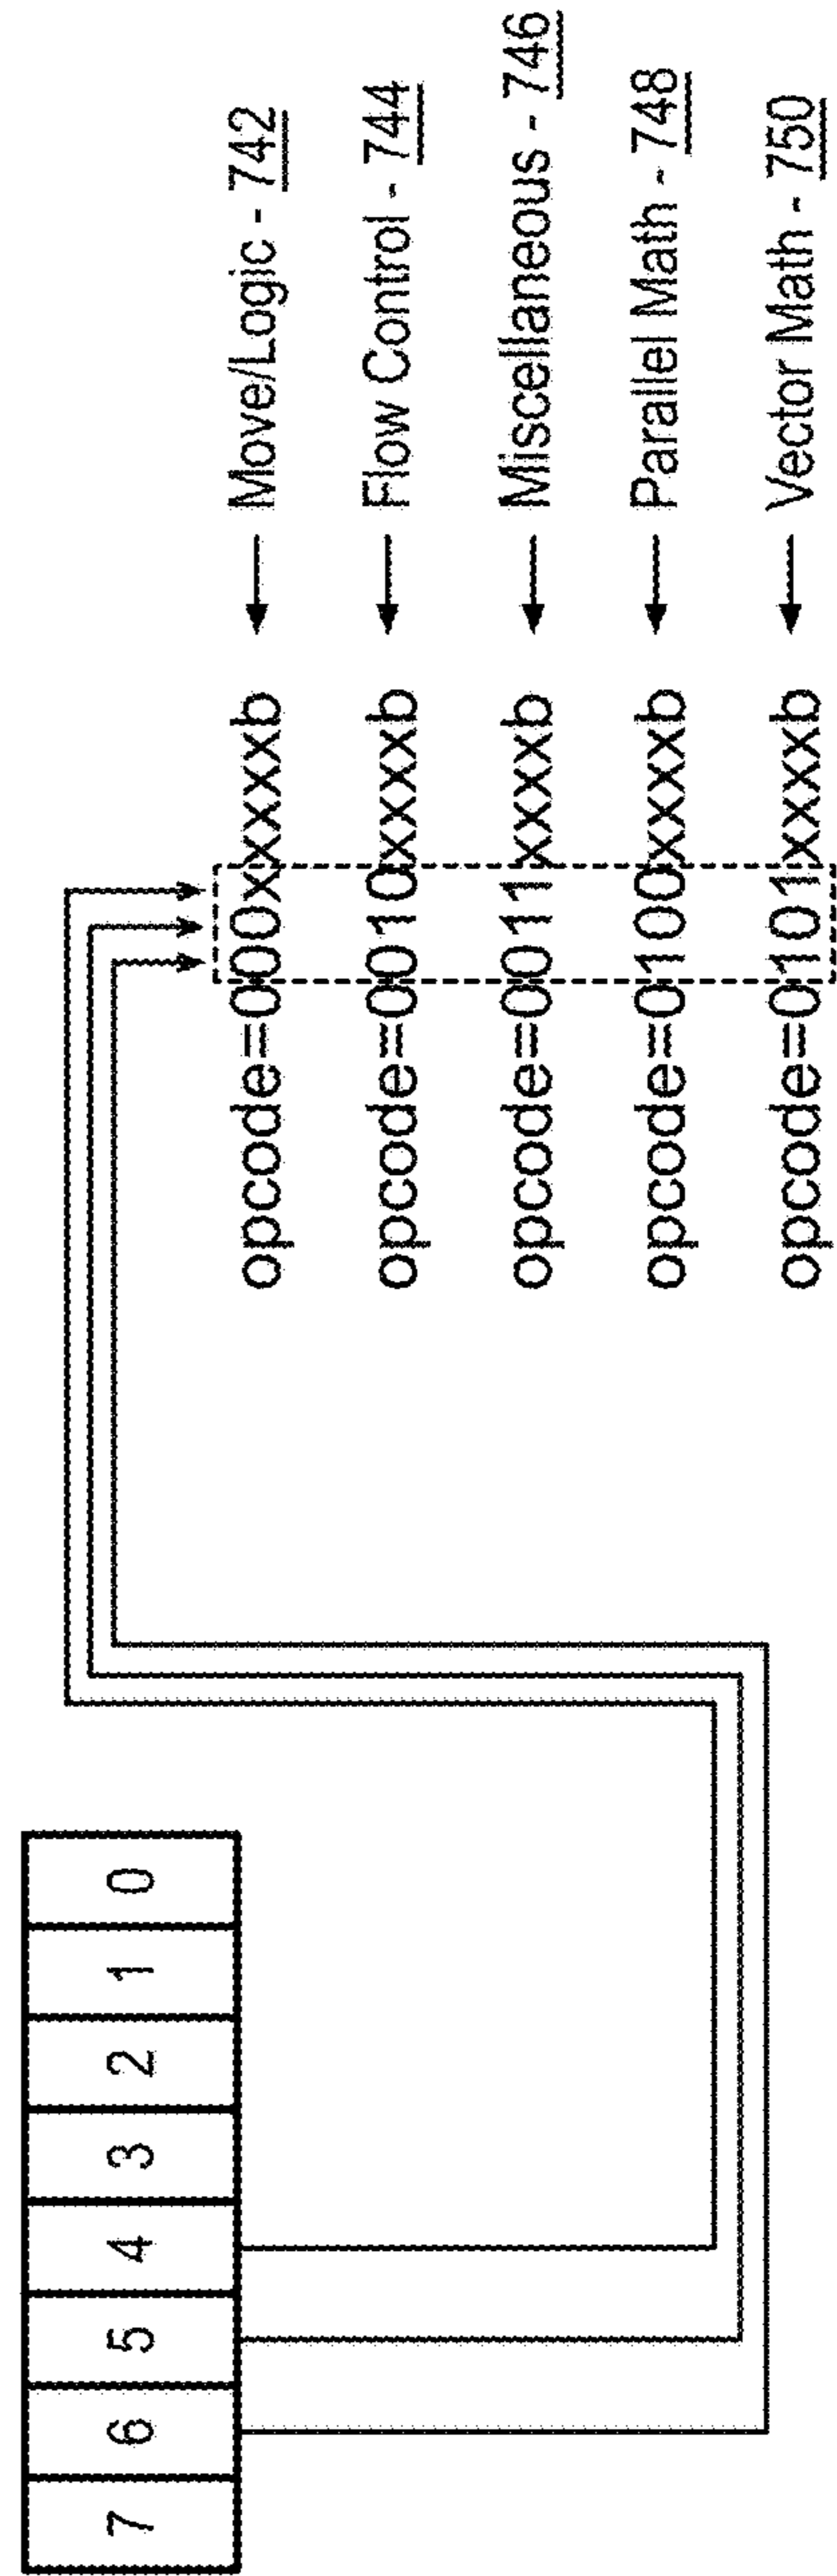 7 6 5 4 3 2 1 0
opcode=000xxxxxb Move/Logic - 742
opcode=0010xxxxb Flow Control - 744
opcode=0011xxxxb Miscellaneous - 746
opcode=0100xxxxb Parallel Math - 748
opcode=0101xxxxb Vector Math - 750